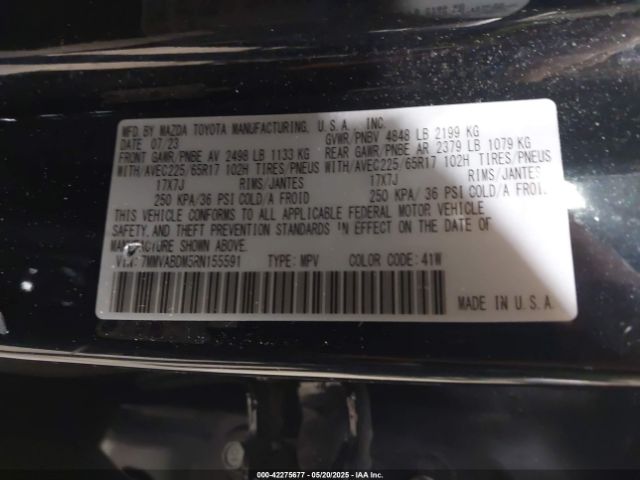 MFD.BY MAZDA TOYOTA MANUFACTURING, U.S.A., INC.
DATE 07/23 GVWR/PNBV 4848 LB 2199 KG
FRONT GAWR/PNBE AV 2498 LB 1133 KG REAR GAWR/PNBE AR 2379 LB 1079 KG
WITH/AVEC225/65R17 102H TIRES/PNEUS WITH/AVEC225/65R17 102H TIRES/PNEUS
17X7J RIMS/JANTES 17X7J RIMS/JANTES
250 KPA/36 PSI COLD/A FROID 250 KPA/ 36 PSI COLD/A FROID
THIS VEHICLE CONFORMS TO ALL APPLICABLE FEDERAL MOTOR VEHICLE
SAFETY, AND THEFT PREVENTION STANDARDS IN EFFECT ON THE DATE OF
MANUFACTURE SHOWN ABOVE.
VIN: 7MMVABDM5RN155591 TYPE: MPV COLOR CODE: 41W
MADE IN U.S.A.
000-42275677 - 05/20/2025 - IAA Inc.